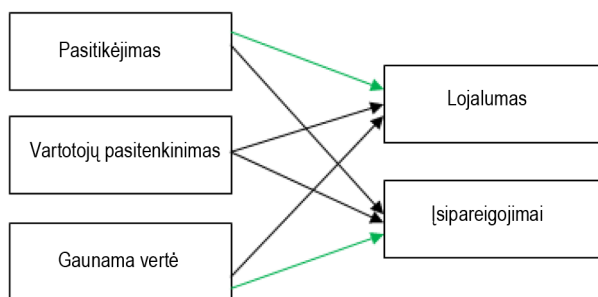 Pasitikėjimas
Lojalumas
Vartotojų pasitenkinimas
Įsipareigojimai
Gaunama vertė